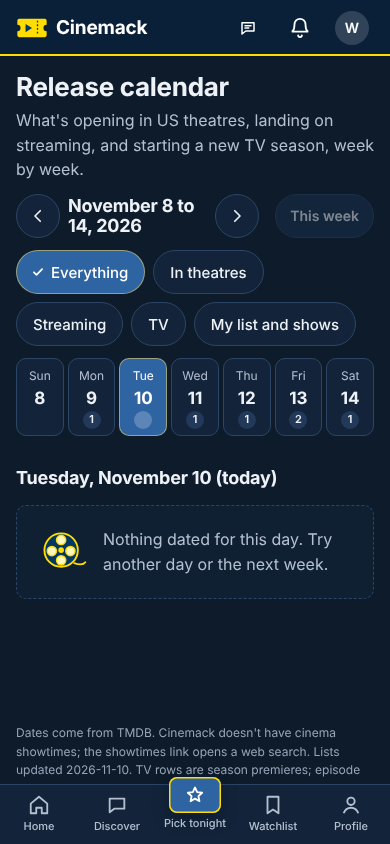 Cinemack
W
Release calendar
What's opening in US theatres, landing on
streaming, and starting a new TV season, week
by week.
November 8 to
14, 2026
This week
Everything
In theatres
Streaming
TV
My list and shows
Sun
Mon
Tue
Wed
Thu
Fri
Sat
8
9
10
11
12
13
14
1
1
1
2
1
Tuesday, November 10 (today)
Nothing dated for this day. Try
another day or the next week.
Dates come from TMDB. Cinemack doesn't have cinema
showtimes; the showtimes link opens a web search. Lists
updated 2026-11-10. TV rows are season premieres; episode
Home
Discover
Pick tonight
Watchlist
Profile